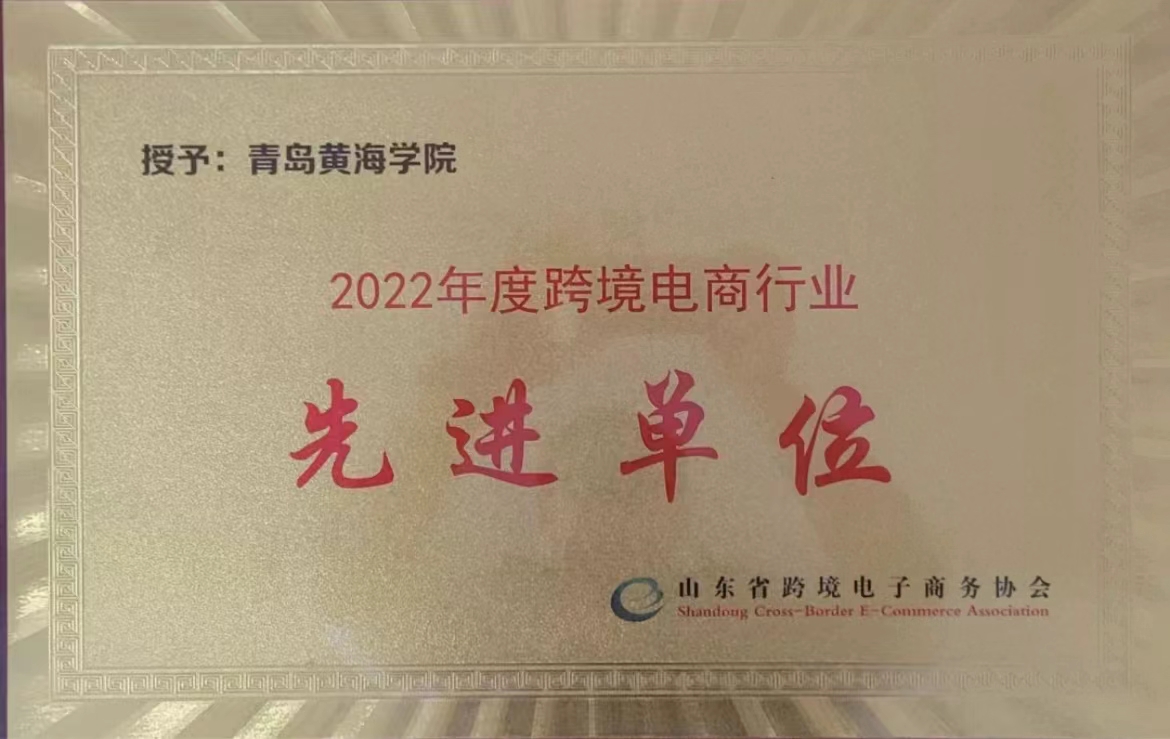 授予：青岛黄海学院
2022年度跨境电商行业
先进单位
山东省跨境电子商务协会
Shandong Cross-Border E-Commerce Association